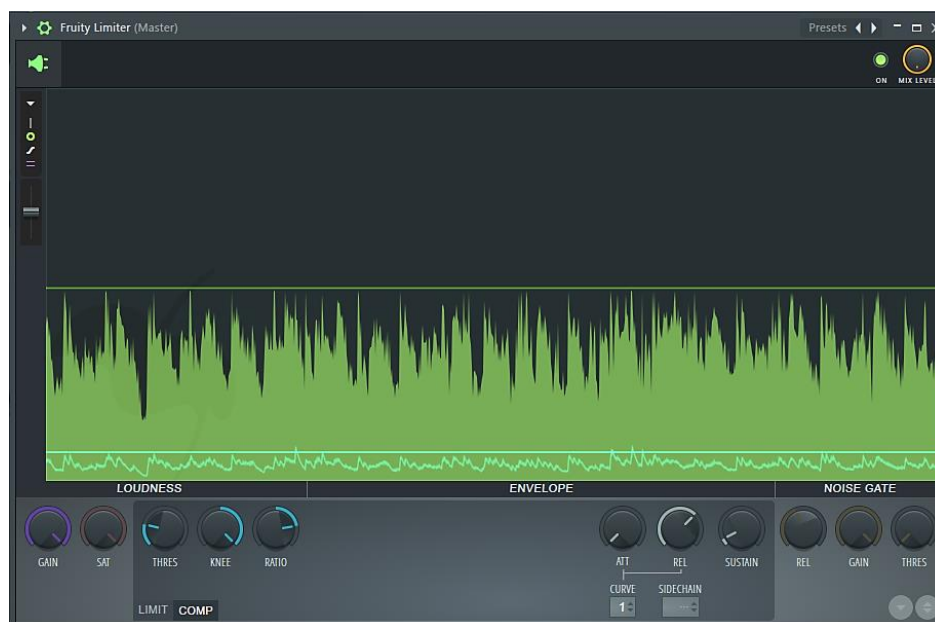 Fruity Limiter (Master)
Presets
ON
MIX LEVEL
LOUDNESS
ENVELOPE
NOISE GATE
GAIN
SAT
THRES
KNEE
RATIO
ATT
REL
SUSTAIN
REL
GAIN
THRES
CURVE
SIDECHAIN
1
---
LIMIT
COMP